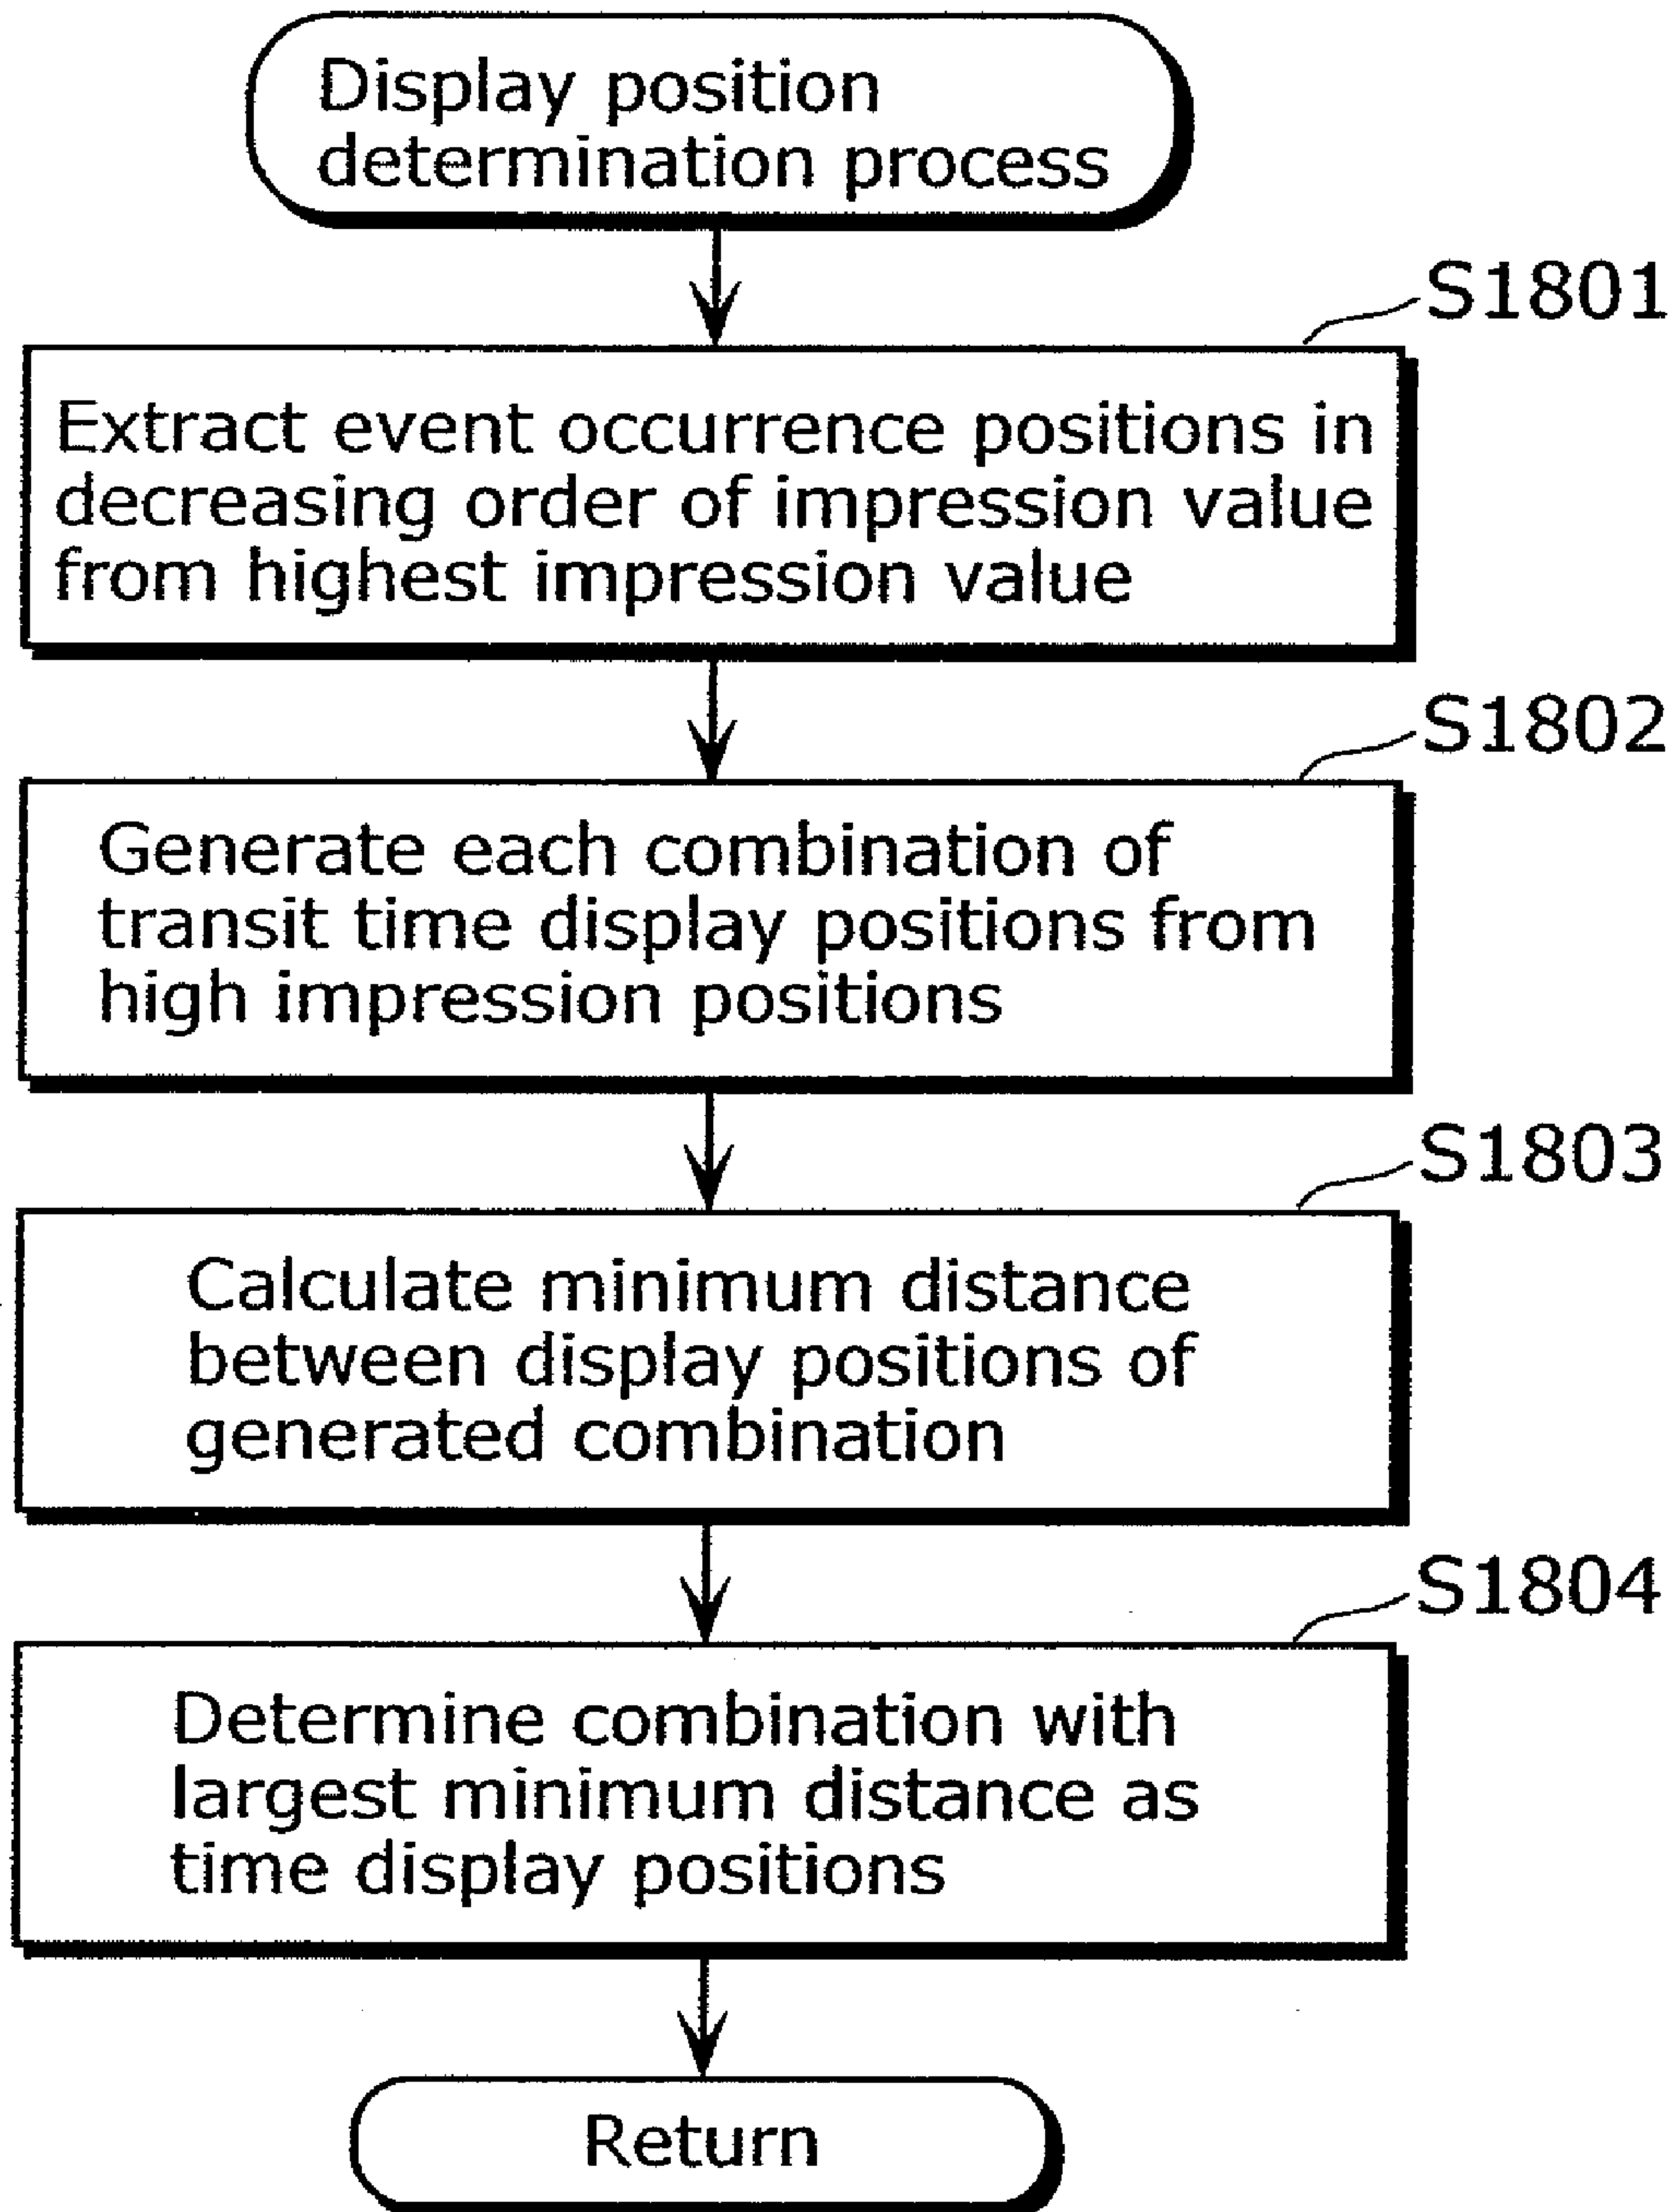 Display position
determination process
S1801
Extract event occurrence positions in
decreasing order of impression value
from highest impression value
S1802
Generate each combination of
transit time display positions from
high impression positions
S1803
Calculate minimum distance
between display positions of
generated combination
S1804
Determine combination with
largest minimum distance as
time display positions
Return